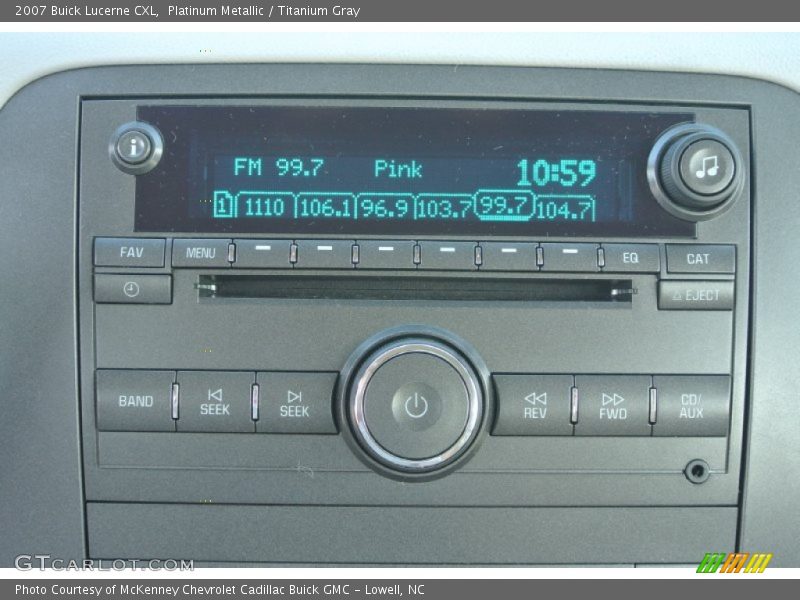 2007 Buick Lucerne CXL,  Platinum Metallic / Titanium Gray
i
FM 99.7 Pink 10:59
1 1110 106.1 96.9 103.7 99.7 104.7
FAV MENU EQ CAT
EJECT
BAND SEEK SEEK REV FWD CD/
AUX
GTCarLot.com
Photo Courtesy of McKenney Chevrolet Cadillac Buick GMC - Lowell, NC